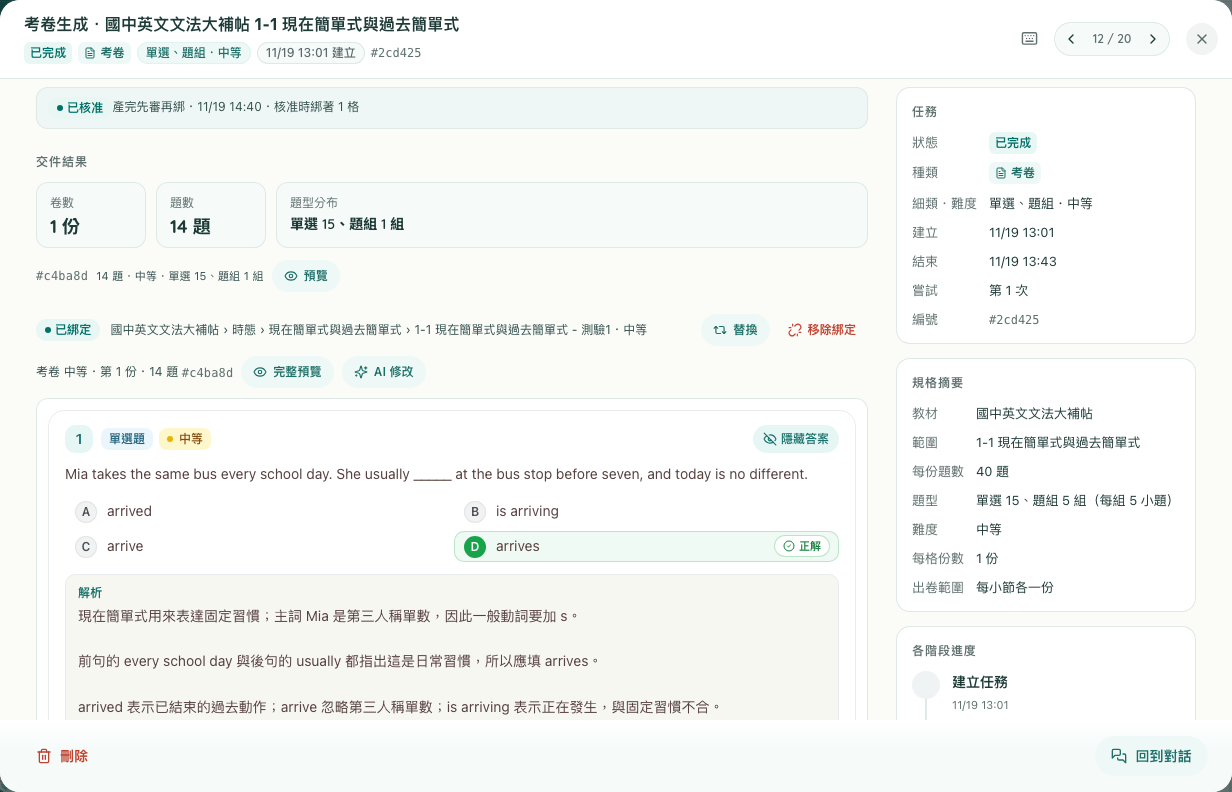 考卷生成 · 國中英文文法大補帖 1-1 現在簡單式與過去簡單式
已完成 考卷 單選、題組 · 中等 11/19 13:01 建立 #2cd425
12 / 20
已核准 產完先審再綁 · 11/19 14:40 · 核准時綁著 1 格
交件結果
卷數
1 份
題數
14 題
題型分布
單選 15、題組 1 組
#c4ba8d 14 題 · 中等 · 單選 15、題組 1 組 預覽
已綁定 國中英文文法大補帖 › 時態 › 現在簡單式與過去簡單式 › 1-1 現在簡單式與過去簡單式 - 測驗1 · 中等 替換 移除綁定
考卷 中等 · 第 1 份 · 14 題 #c4ba8d 完整預覽 AI 修改
1 單選題 中等 隱藏答案
Mia takes the same bus every school day. She usually ______ at the bus stop before seven, and today is no different.
A arrived
B is arriving
C arrive
D arrives 正解
解析
現在簡單式用來表達固定習慣；主詞 Mia 是第三人稱單數，因此一般動詞要加 s。
前句的 every school day 與後句的 usually 都指出這是日常習慣，所以應填 arrives。
arrived 表示已結束的過去動作；arrive 忽略第三人稱單數；is arriving 表示正在發生，與固定習慣不合。
任務
狀態 已完成
種類 考卷
細類 · 難度 單選、題組 · 中等
建立 11/19 13:01
結束 11/19 13:43
嘗試 第 1 次
編號 #2cd425
規格摘要
教材 國中英文文法大補帖
範圍 1-1 現在簡單式與過去簡單式
每份題數 40 題
題型 單選 15、題組 5 組（每組 5 小題）
難度 中等
每格份數 1 份
出卷範圍 每小節各一份
各階段進度
建立任務
11/19 13:01
刪除
回到對話